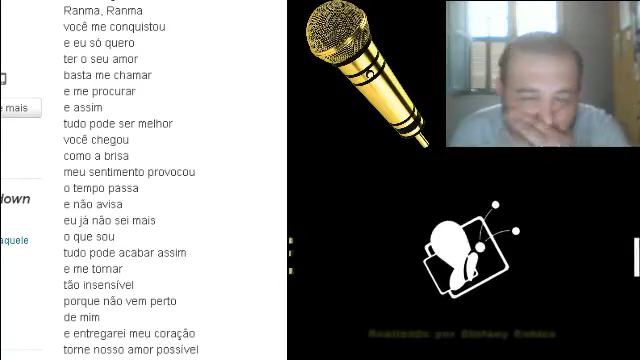 Ranma, Ranma
você me conquistou
e eu só quero
ter o seu amor
basta me chamar
e me procurar
e assim
tudo pode ser melhor
você chegou
como a brisa
meu sentimento provocou
o tempo passa
e não avisa
eu já não sei mais
o que sou
tudo pode acabar assim
e me tornar
tão insensível
porque não vem perto
de mim
e entregarei meu coração
torne nosso amor possível
e mais
down
aquele
Realizado por